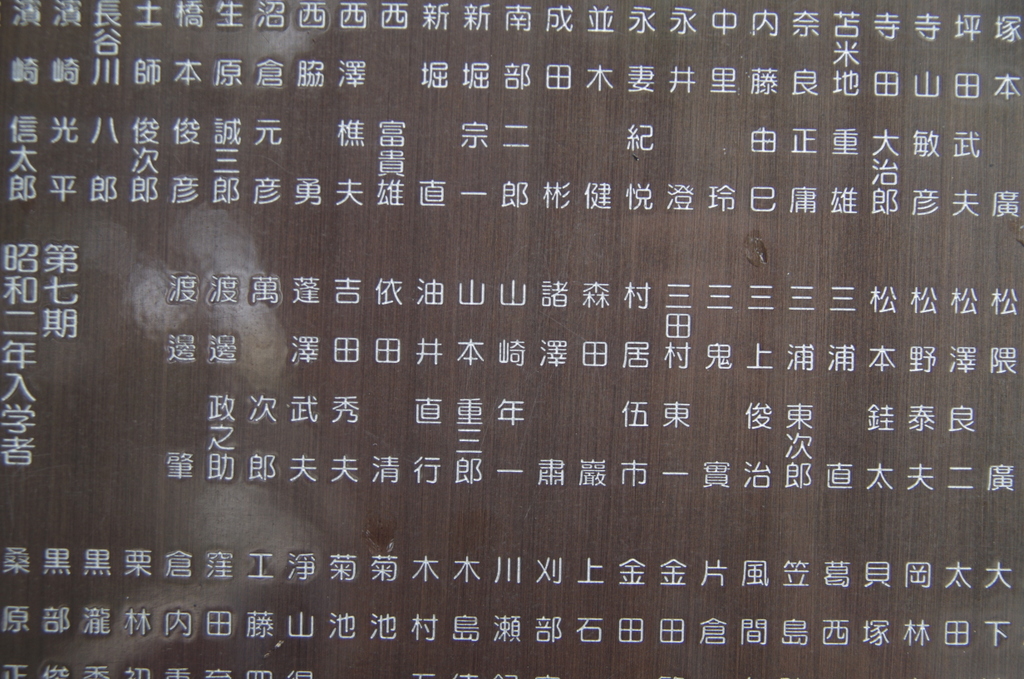 塚本 廣
坪田 武夫
寺山 敏彦
寺田 大治郎
苫米地 重雄
奈良 正庸
内藤 由巳
中里 玲
永井 澄
永妻 紀悦
並木 健
成田 彬
南部 二郎
新堀 宗一
新堀 直
西 富貴雄
西澤 樵夫
西脇 勇
沼倉 元彦
生原 誠三郎
橋本 俊彦
土師 俊次郎
長谷川 八郎
濱崎 光平
濱崎 信太郎
松隈 廣
松澤 良二
松野 泰夫
松本 銈太
三浦 直
三浦 東次郎
三上 俊治
三鬼 實
三田村 東一
村居 伍市
森田 巖
諸澤 肅
山崎 年一
山本 重三郎
油井 直行
依田 清
吉田 秀夫
蓬澤 武夫
萬 次郎
渡邊 政之助
渡邊 肇
第七期
昭和二年入学者
大下
太田
岡林
貝塚
葛西
笠島
風間
片倉
金田
金田
上石
刈部
川瀬
木島
木村
菊池
菊池
淨山
工藤
窪田
倉内
栗林
黒瀧
黒部
桑原